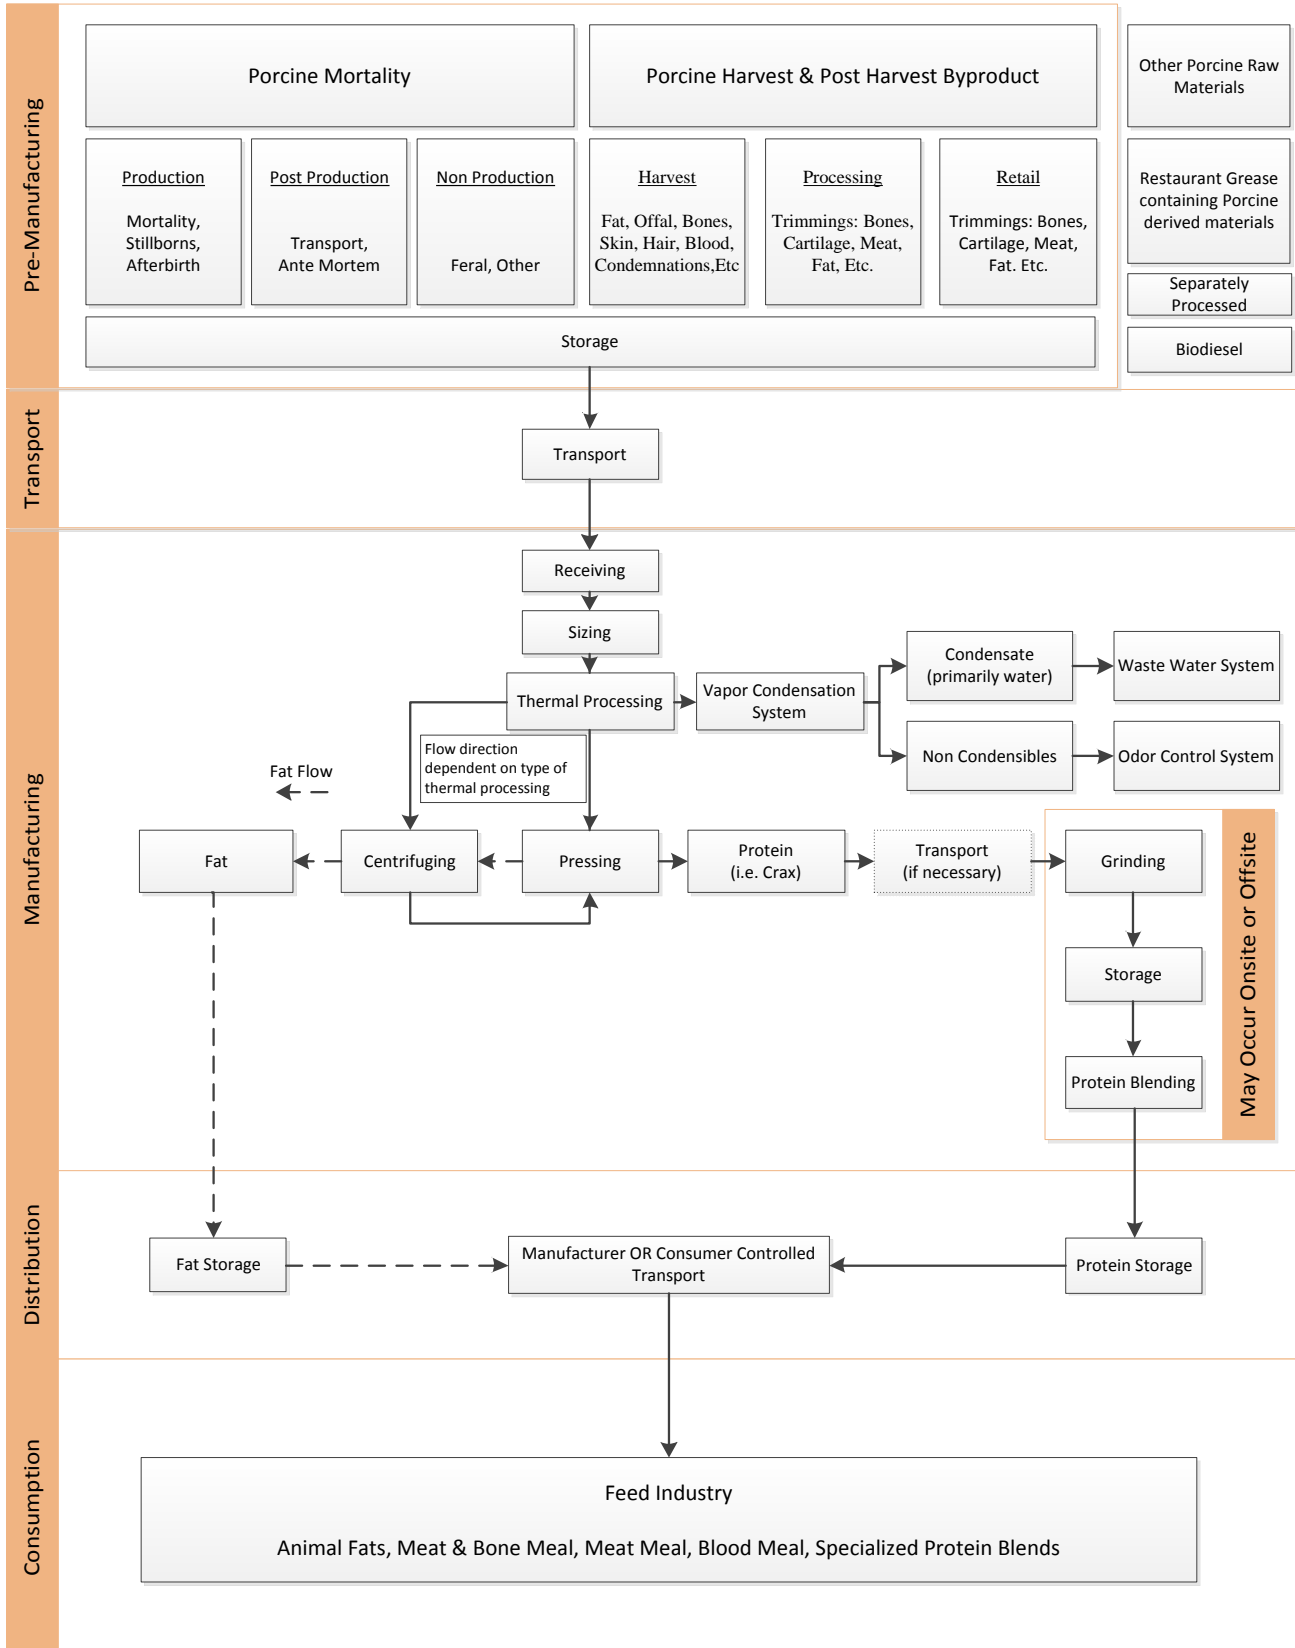 Pre-Manufacturing
Porcine Mortality
Porcine Harvest & Post Harvest Byproduct
Other Porcine Raw
Materials
Production
Mortality,
Stillborns,
Afterbirth
Post Production
Transport,
Ante Mortem
Non Production
Feral, Other
Harvest
Fat, Offal, Bones,
Skin, Hair, Blood,
Condemnations,Etc
Processing
Trimmings: Bones,
Cartilage, Meat,
Fat, Etc.
Retail
Trimmings: Bones,
Cartilage, Meat,
Fat. Etc.
Restaurant Grease
containing Porcine
derived materials
Separately
Processed
Biodiesel
Storage
Transport
Transport
Manufacturing
Receiving
Sizing
Thermal Processing
Vapor Condensation
System
Condensate
(primarily water)
Waste Water System
Non Condensibles
Odor Control System
Flow direction
dependent on type of
thermal processing
Fat Flow
Fat
Centrifuging
Pressing
Protein
(i.e. Crax)
Transport
(if necessary)
Grinding
Storage
Protein Blending
May Occur Onsite or Offsite
Distribution
Fat Storage
Manufacturer OR Consumer Controlled
Transport
Protein Storage
Consumption
Feed Industry
Animal Fats, Meat & Bone Meal, Meat Meal, Blood Meal, Specialized Protein Blends